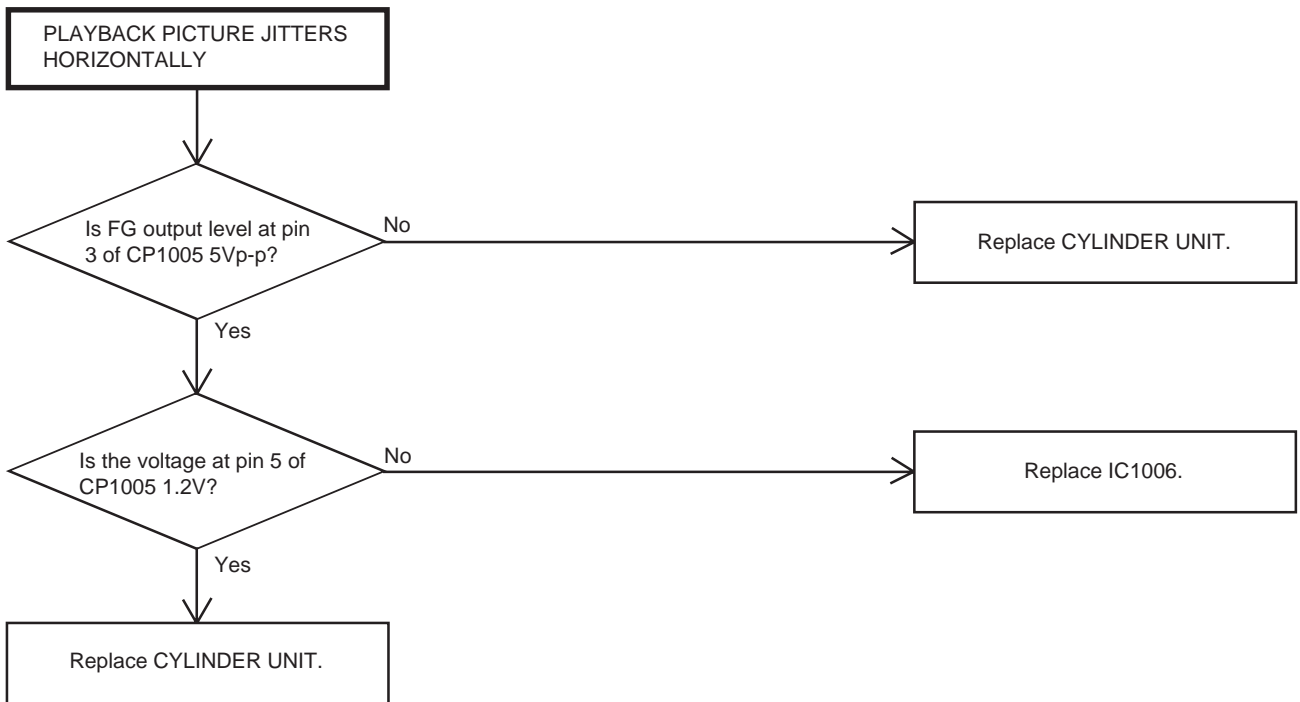 PLAYBACK PICTURE JITTERS
HORIZONTALLY
Is FG output level at pin
3 of CP1005 5Vp-p?
No
Replace CYLINDER UNIT.
Yes
Is the voltage at pin 5 of
CP1005 1.2V?
No
Replace IC1006.
Yes
Replace CYLINDER UNIT.